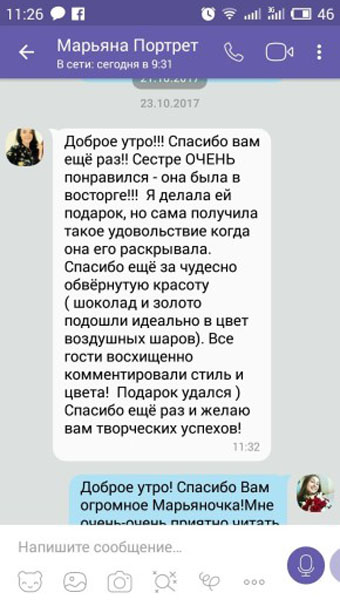 11:26
3G
46
Марьяна Портрет
В сети: сегодня в 9:31
21.10.2017
23.10.2017
Доброе утро!!! Спасибо вам
ещё раз!! Сестре ОЧЕНЬ
понравился - она была в
восторге!!!  Я делала ей
подарок, но сама получила
такое удовольствие когда
она его раскрывала.
Спасибо ещё за чудесно
обвёрнутую красоту
( шоколад и золото
подошли идеально в цвет
воздушных шаров). Все
гости восхищенно
комментировали стиль и
цвета!  Подарок удался )
Спасибо ещё раз и желаю
вам творческих успехов!
11:32
Доброе утро! Спасибо Вам
огромное Марьяночка!Мне
очень-очень приятно читать
Напишите сообщение...